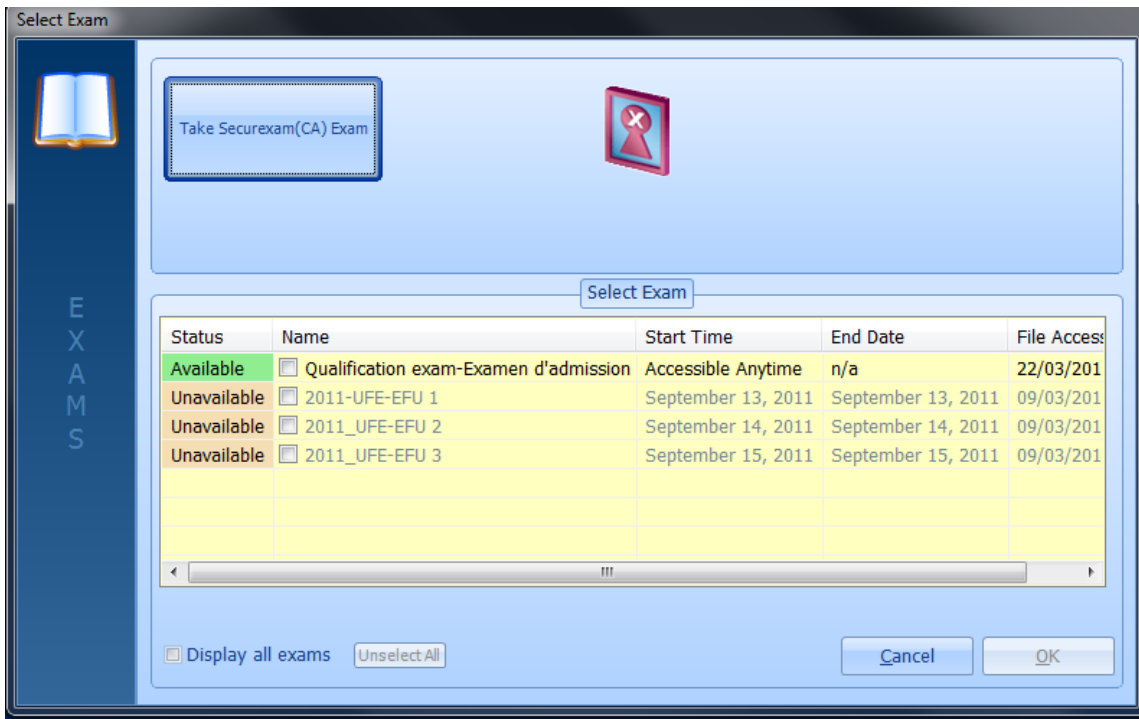 Select Exam
Take Securexam(CA) Exam
EXAMS
Select Exam
Status Name Start Time End Date File Access
Available Qualification exam-Examen d'admission Accessible Anytime n/a 22/03/201
Unavailable 2011-UFE-EFU 1 September 13, 2011 September 13, 2011 09/03/201
Unavailable 2011_UFE-EFU 2 September 14, 2011 September 14, 2011 09/03/201
Unavailable 2011_UFE-EFU 3 September 15, 2011 September 15, 2011 09/03/201
Display all exams Unselect All Cancel OK